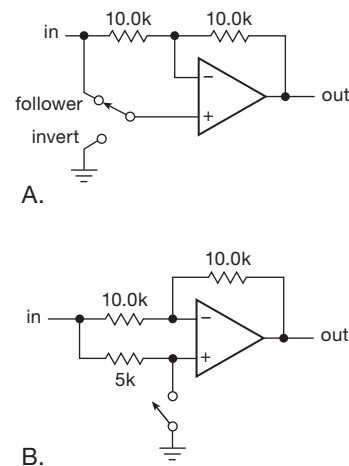 10.0k 10.0k
in
out
follower
invert
A.
10.0k
10.0k
in
out
5k
B.